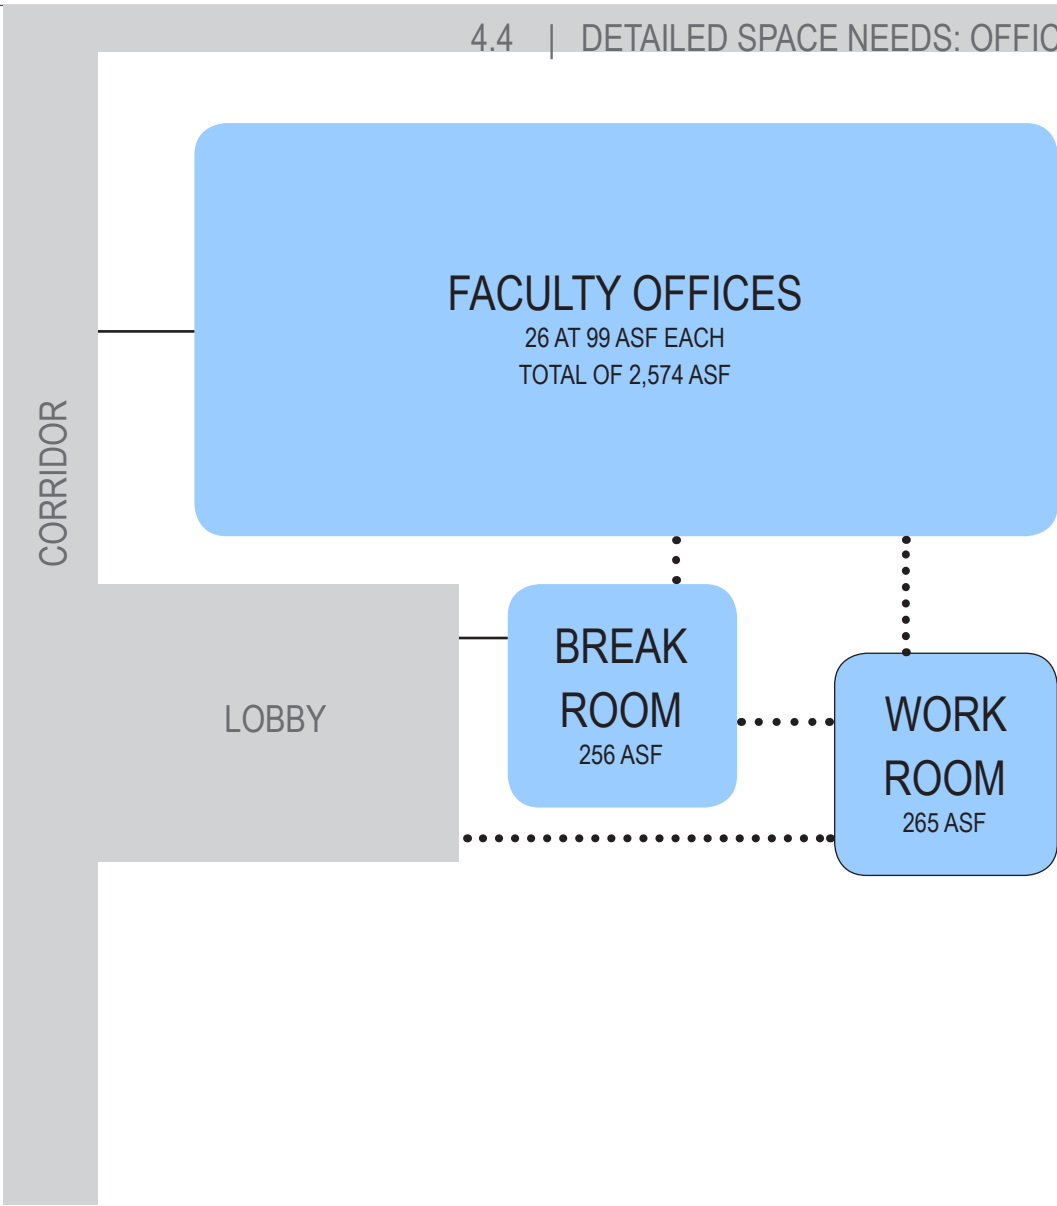 4.4 | DETAILED SPACE NEEDS: OFFIC
FACULTY OFFICES
26 AT 99 ASF EACH
TOTAL OF 2,574 ASF
CORRIDOR
BREAK
ROOM
256 ASF
LOBBY
WORK
ROOM
265 ASF